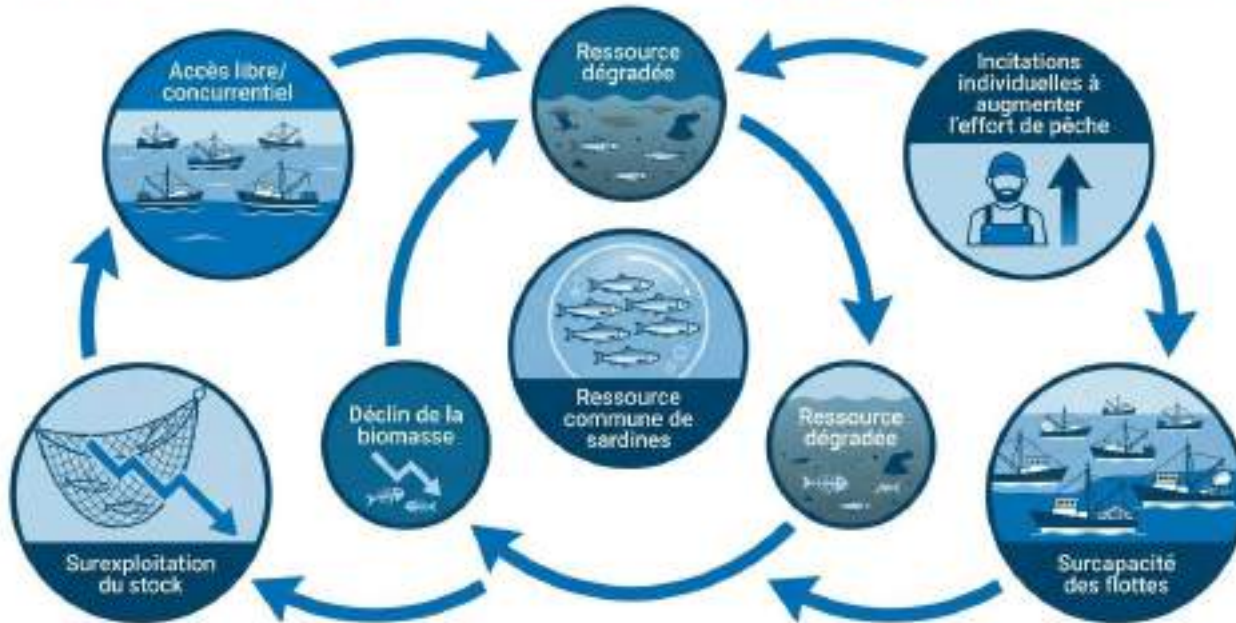 Accès libre/
concurrentiel
Ressource
dégradée
Incitations
individuelles à
augmenter
l'effort de pêche
Déclin de la
biomasse
Ressource
commune de
sardines
Ressource
dégradée
Surexploitation
du stock
Surcapacité
des flottes